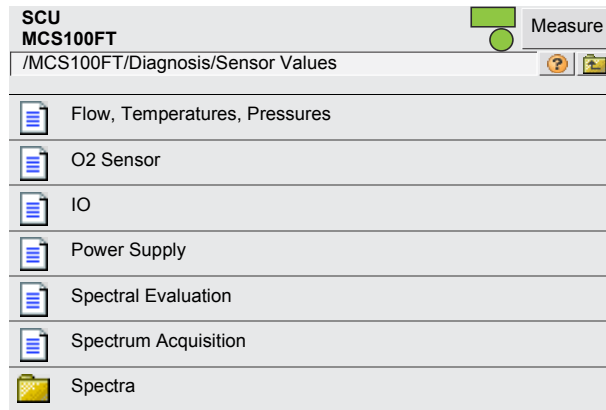 SCU
MCS100FT
Measure
/MCS100FT/Diagnosis/Sensor Values
?
Flow, Temperatures, Pressures
O2 Sensor
IO
Power Supply
Spectral Evaluation
Spectrum Acquisition
Spectra